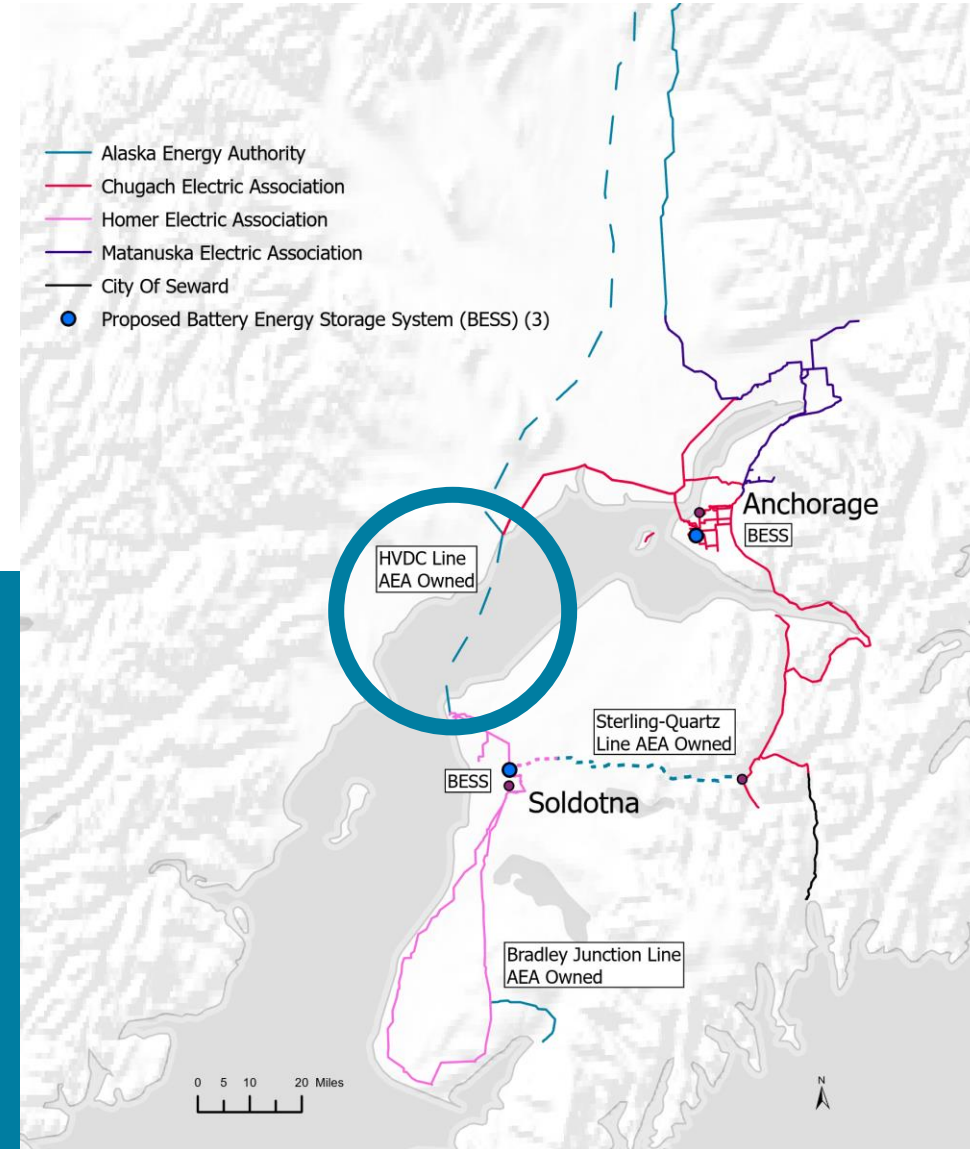 Alaska Energy Authority
Chugach Electric Association
Homer Electric Association
Matanuska Electric Association
City Of Seward
Proposed Battery Energy Storage System (BESS) (3)
Anchorage
BESS
HVDC Line
AEA Owned
Sterling-Quartz
Line AEA Owned
BESS
Soldotna
Bradley Junction Line
AEA Owned
0 5 10 20 Miles
N